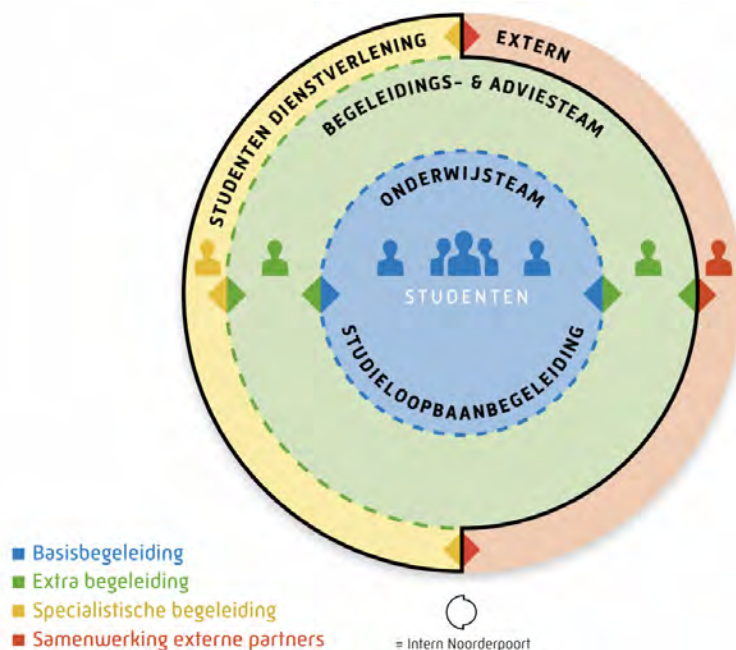 STUDENTEN DIENSTVERLENING
EXTERN
BEGELEIDINGS- & ADVIESTEAM
ONDERWIJSTEAM
STUDENTEN
STUDIELOOPBAANBEGELEIDING
Basisbegeleiding
Extra begeleiding
Specialistische begeleiding
Samenwerking externe partners
= Intern Noorderpoort